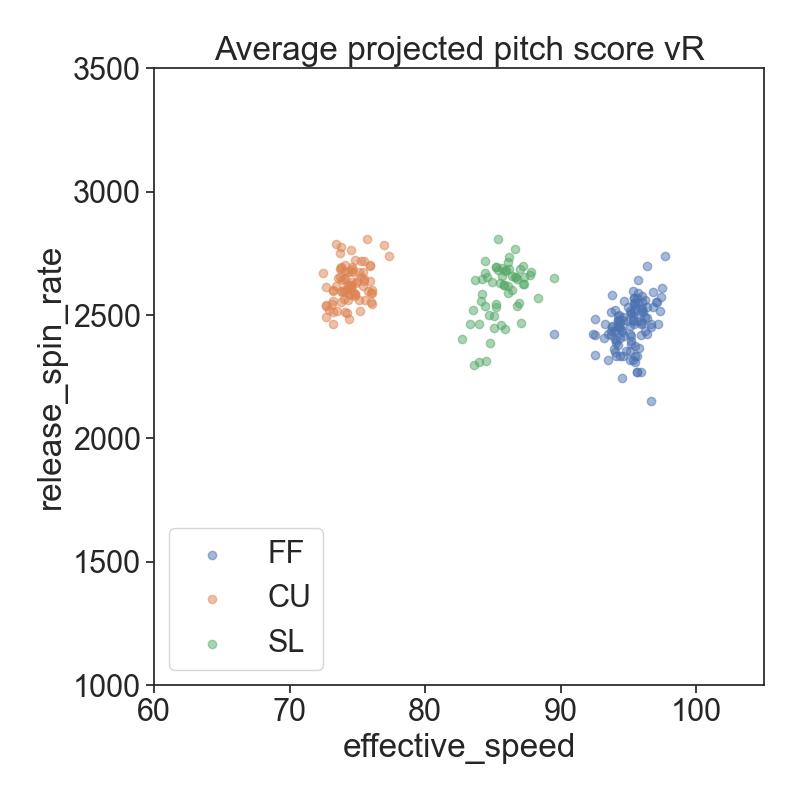 Average projected pitch score vR
release_spin_rate
3500
3000
2500
2000
1500
1000
FF
CU
SL
60
70
80
90
100
effective_speed